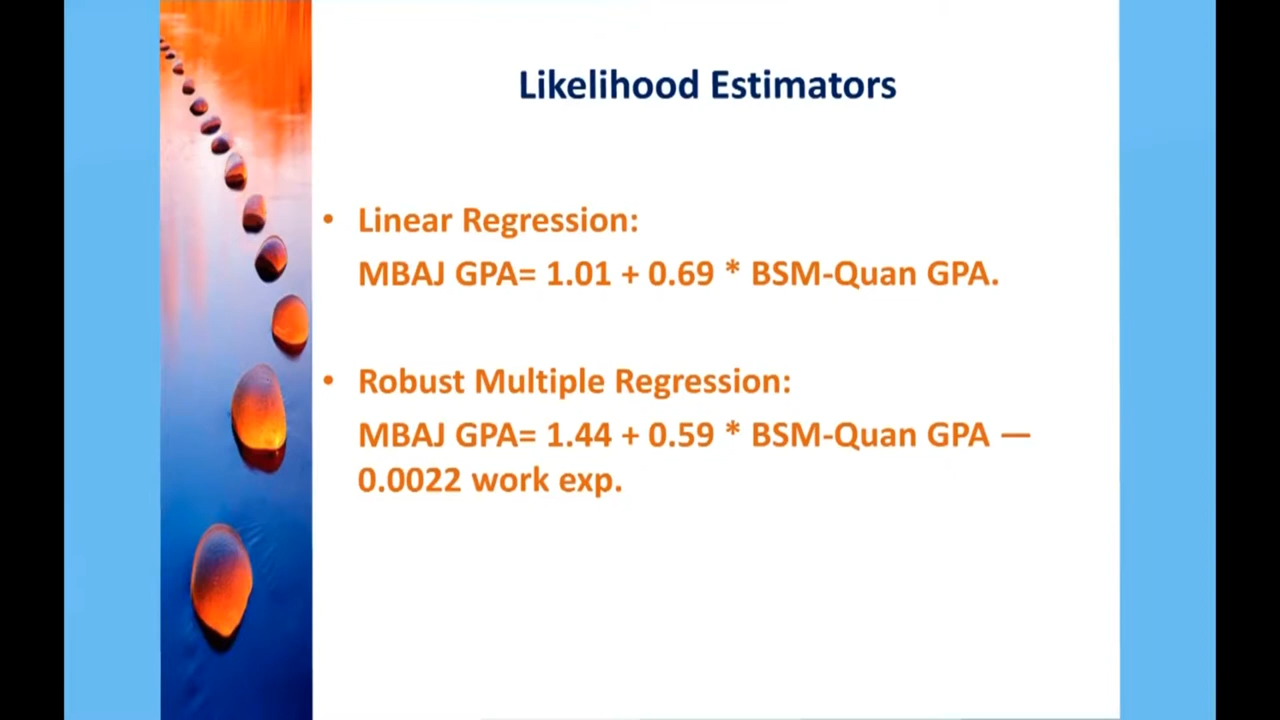 Likelihood Estimators
• Linear Regression:
MBAJ GPA= 1.01 + 0.69 * BSM-Quan GPA.
• Robust Multiple Regression:
MBAJ GPA= 1.44 + 0.59 * BSM-Quan GPA —
0.0022 work exp.